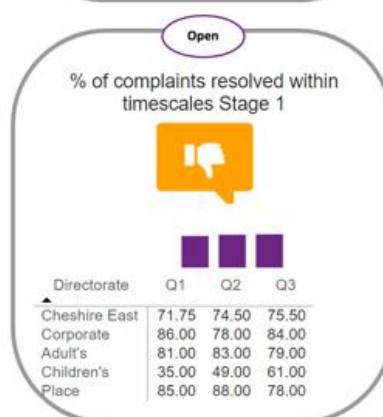 Open
% of complaints resolved within
timescales Stage 1
Directorate Q1 Q2 Q3
Cheshire East 71.75 74.50 75.50
Corporate 86.00 78.00 84.00
Adult's 81.00 83.00 79.00
Children's 35.00 49.00 61.00
Place 85.00 88.00 78.00